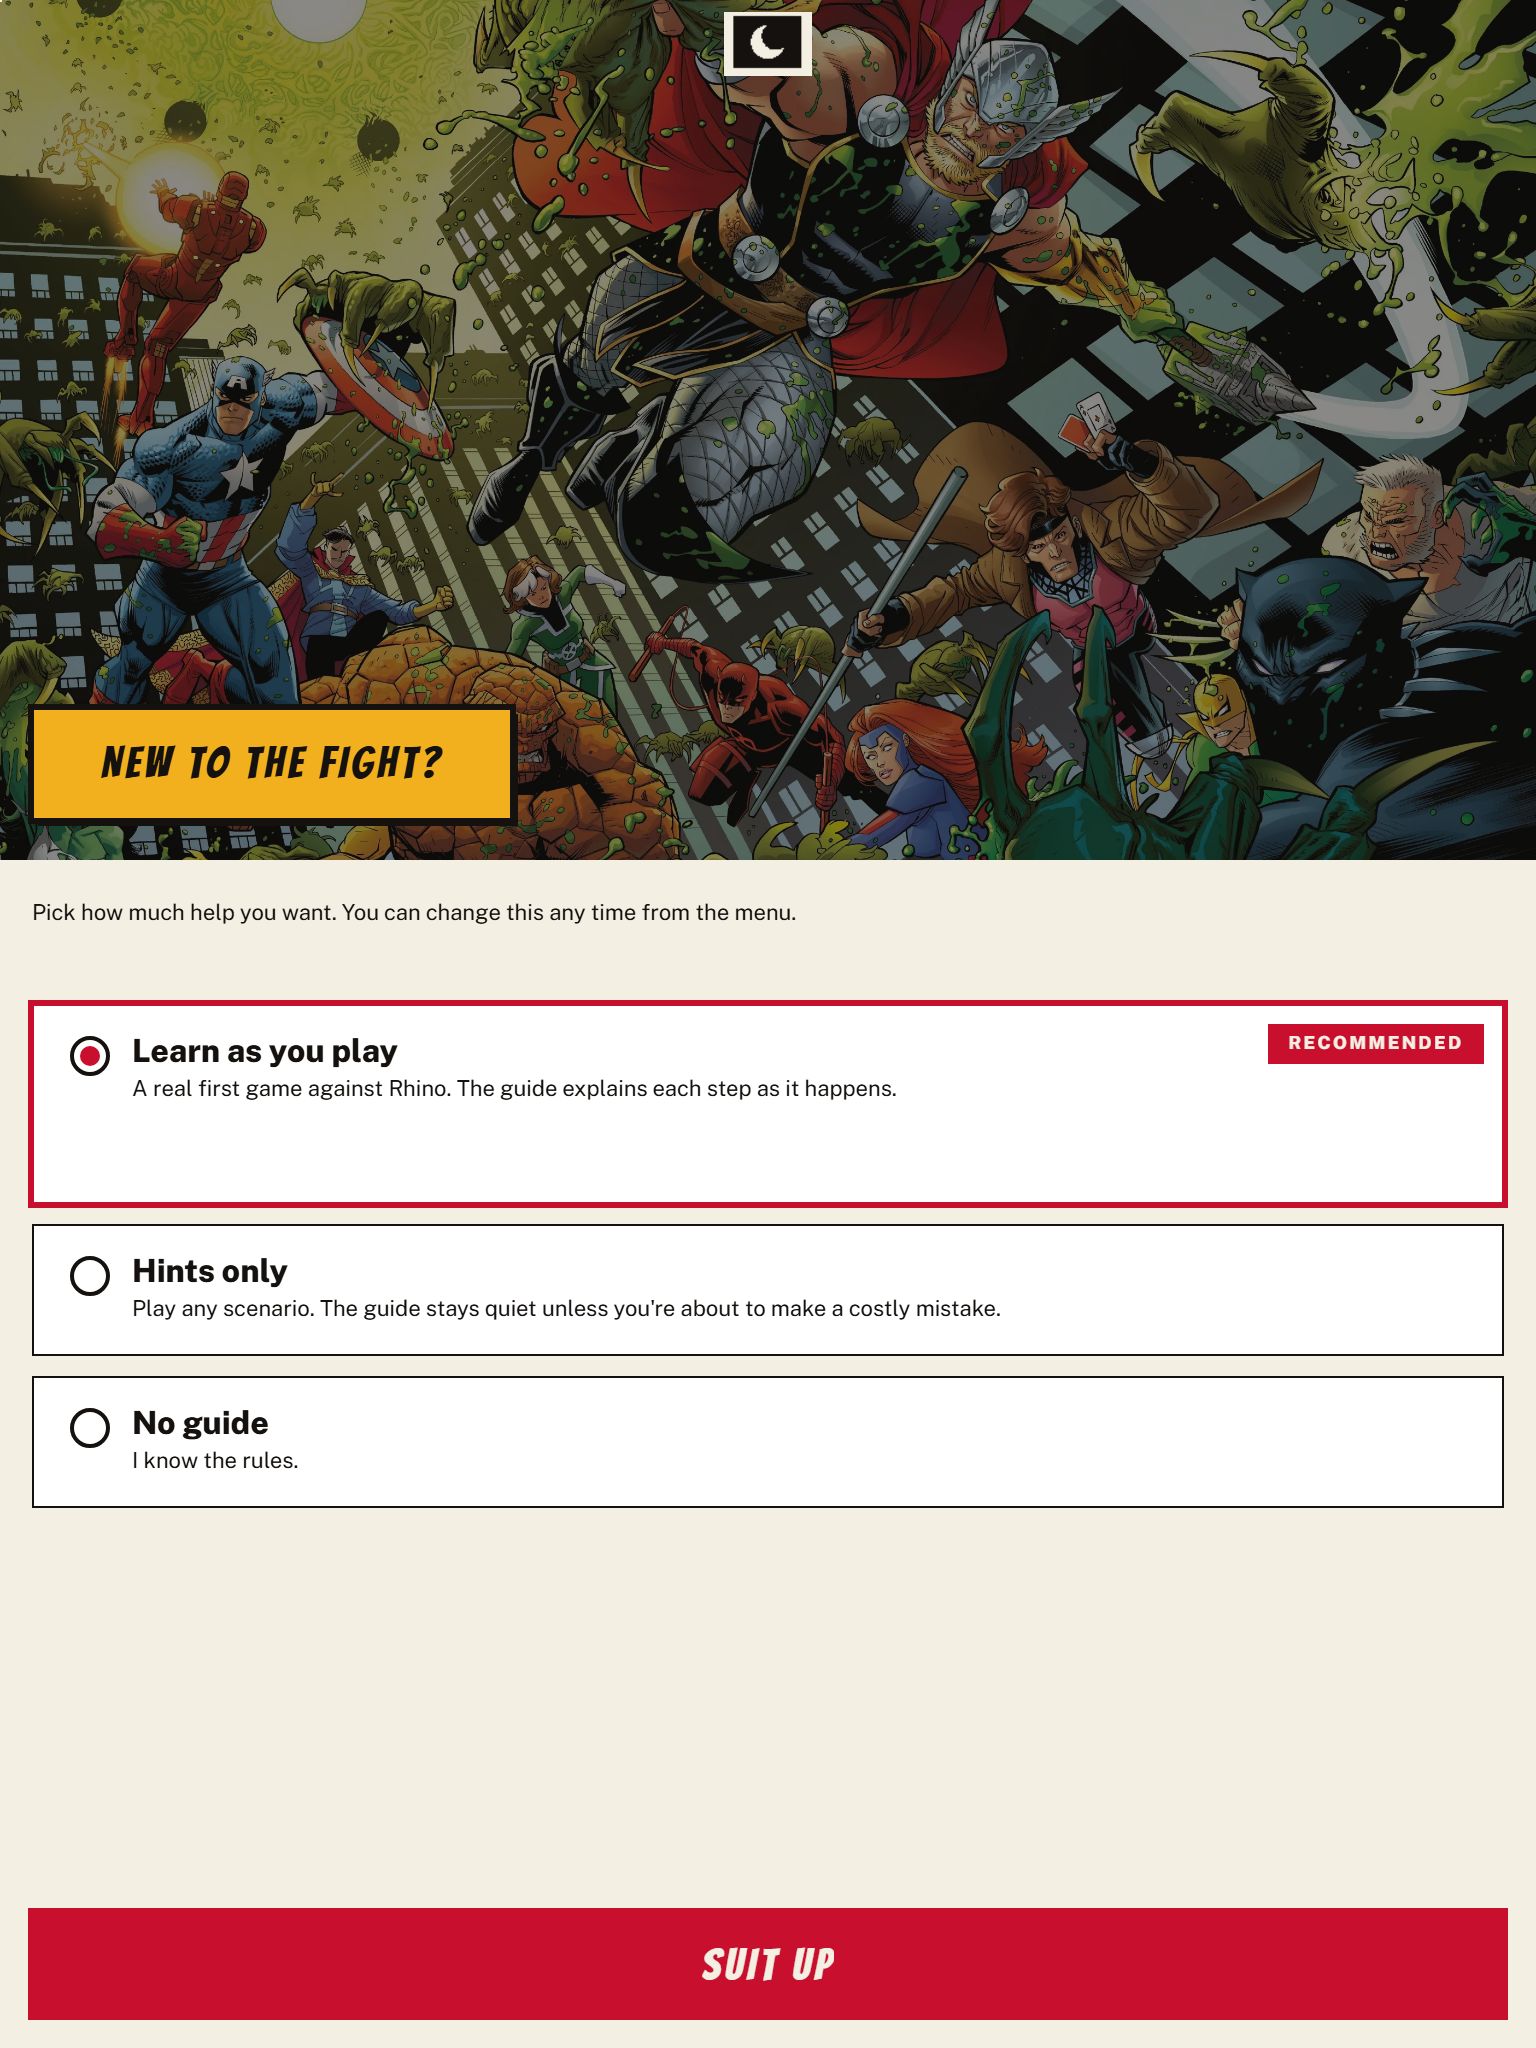 NEW TO THE FIGHT?
Pick how much help you want. You can change this any time from the menu.
Learn as you play
RECOMMENDED
A real first game against Rhino. The guide explains each step as it happens.
Hints only
Play any scenario. The guide stays quiet unless you're about to make a costly mistake.
No guide
I know the rules.
SUIT UP